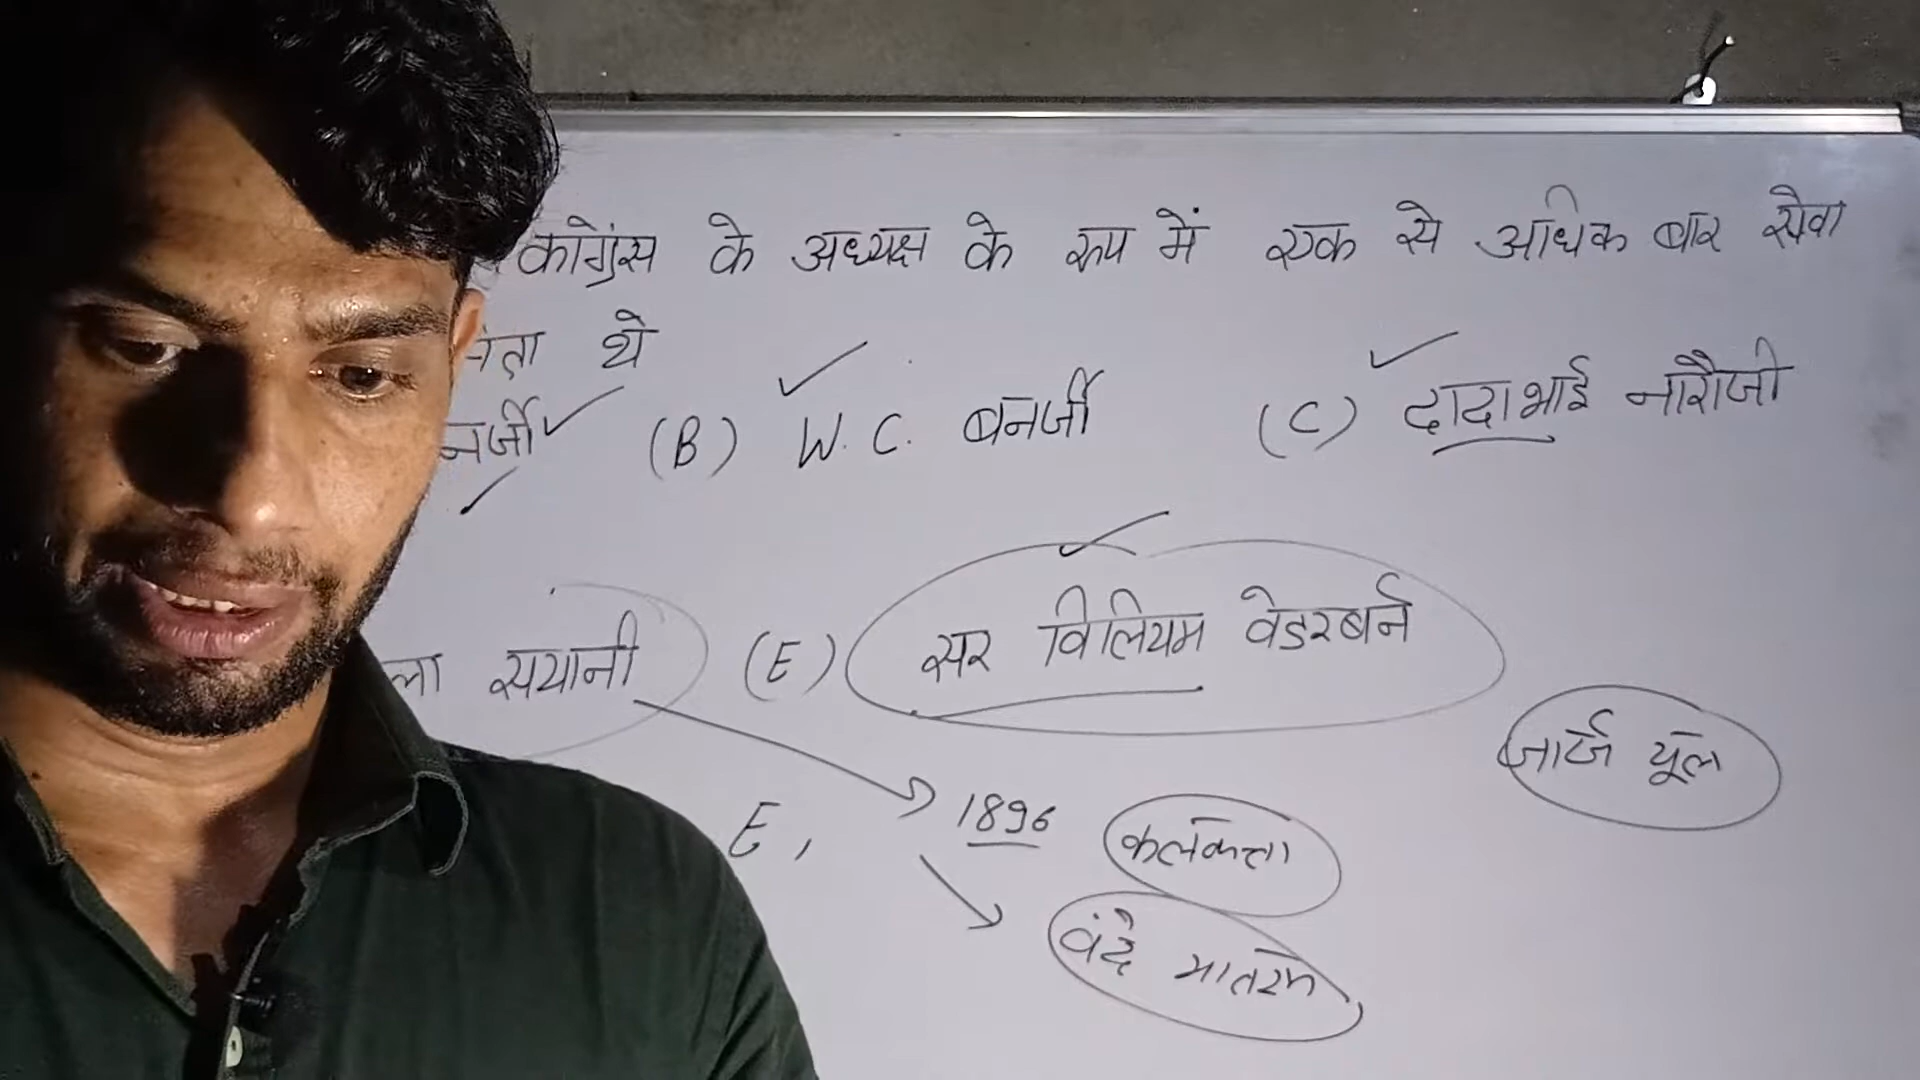 कांग्रेस के अध्यक्ष के रूप में एक से अधिक बार सेवा
थे
नर्जी (B) W. C. बनर्जी (C) दादाभाई नौरोजी
ला सयानी (E) सर विलियम वेडरबर्न
जार्ज यूल
E , 1896 कलकत्ता
वंदे मातरम